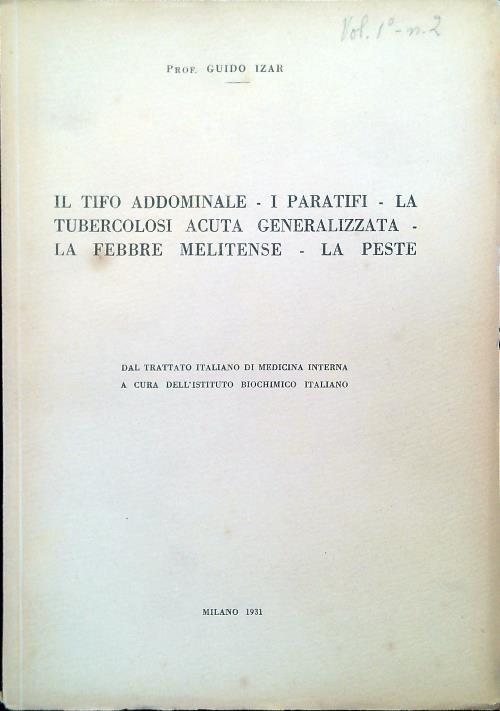 Vol. 1° - n. 2
PROF. GUIDO IZAR
IL TIFO ADDOMINALE - I PARATIFI - LA
TUBERCOLOSI ACUTA GENERALIZZATA -
LA FEBBRE MELITENSE - LA PESTE
DAL TRATTATO ITALIANO DI MEDICINA INTERNA
A CURA DELL'ISTITUTO BIOCHIMICO ITALIANO
MILANO 1931